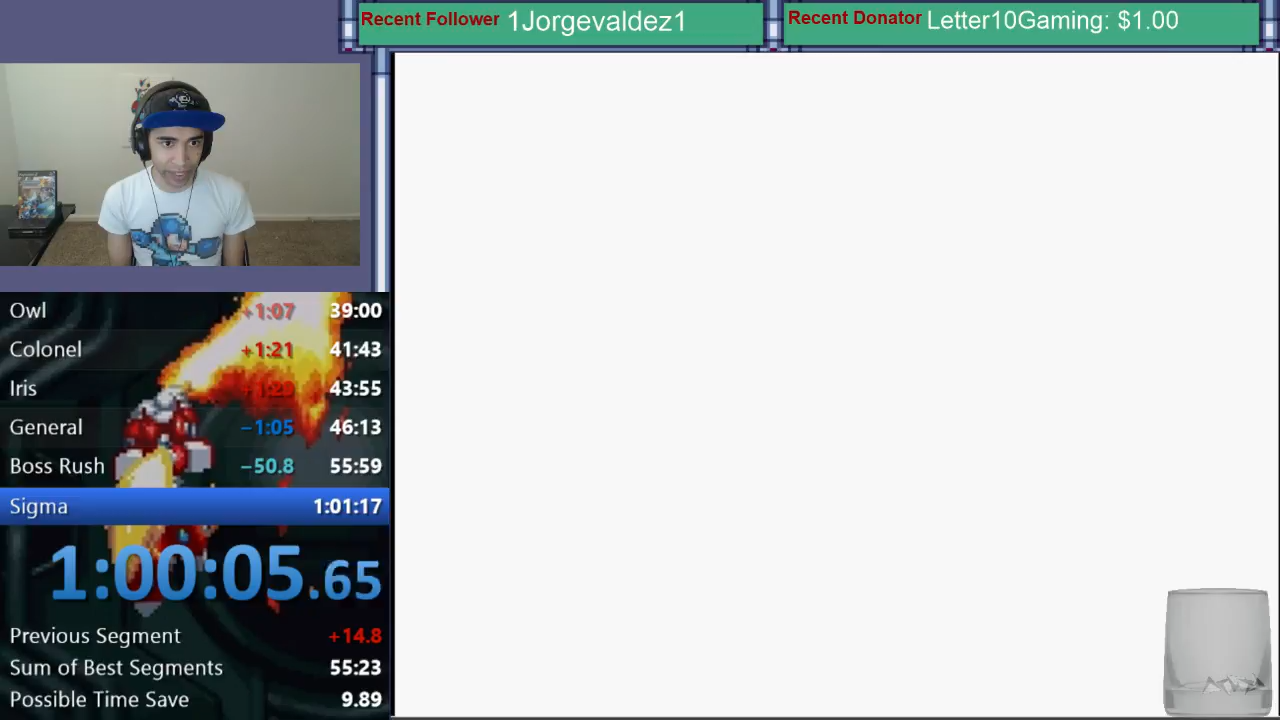 Recent Follower 1Jorgevaldez1
Recent Donator Letter10Gaming: $1.00
Owl +1:07 39:00
Colonel +1:21 41:43
Iris +1:29 43:55
General −1:05 46:13
Boss Rush −50.8 55:59
Sigma 1:01:17
1:00:05.65
Previous Segment +14.8
Sum of Best Segments 55:23
Possible Time Save 9.89